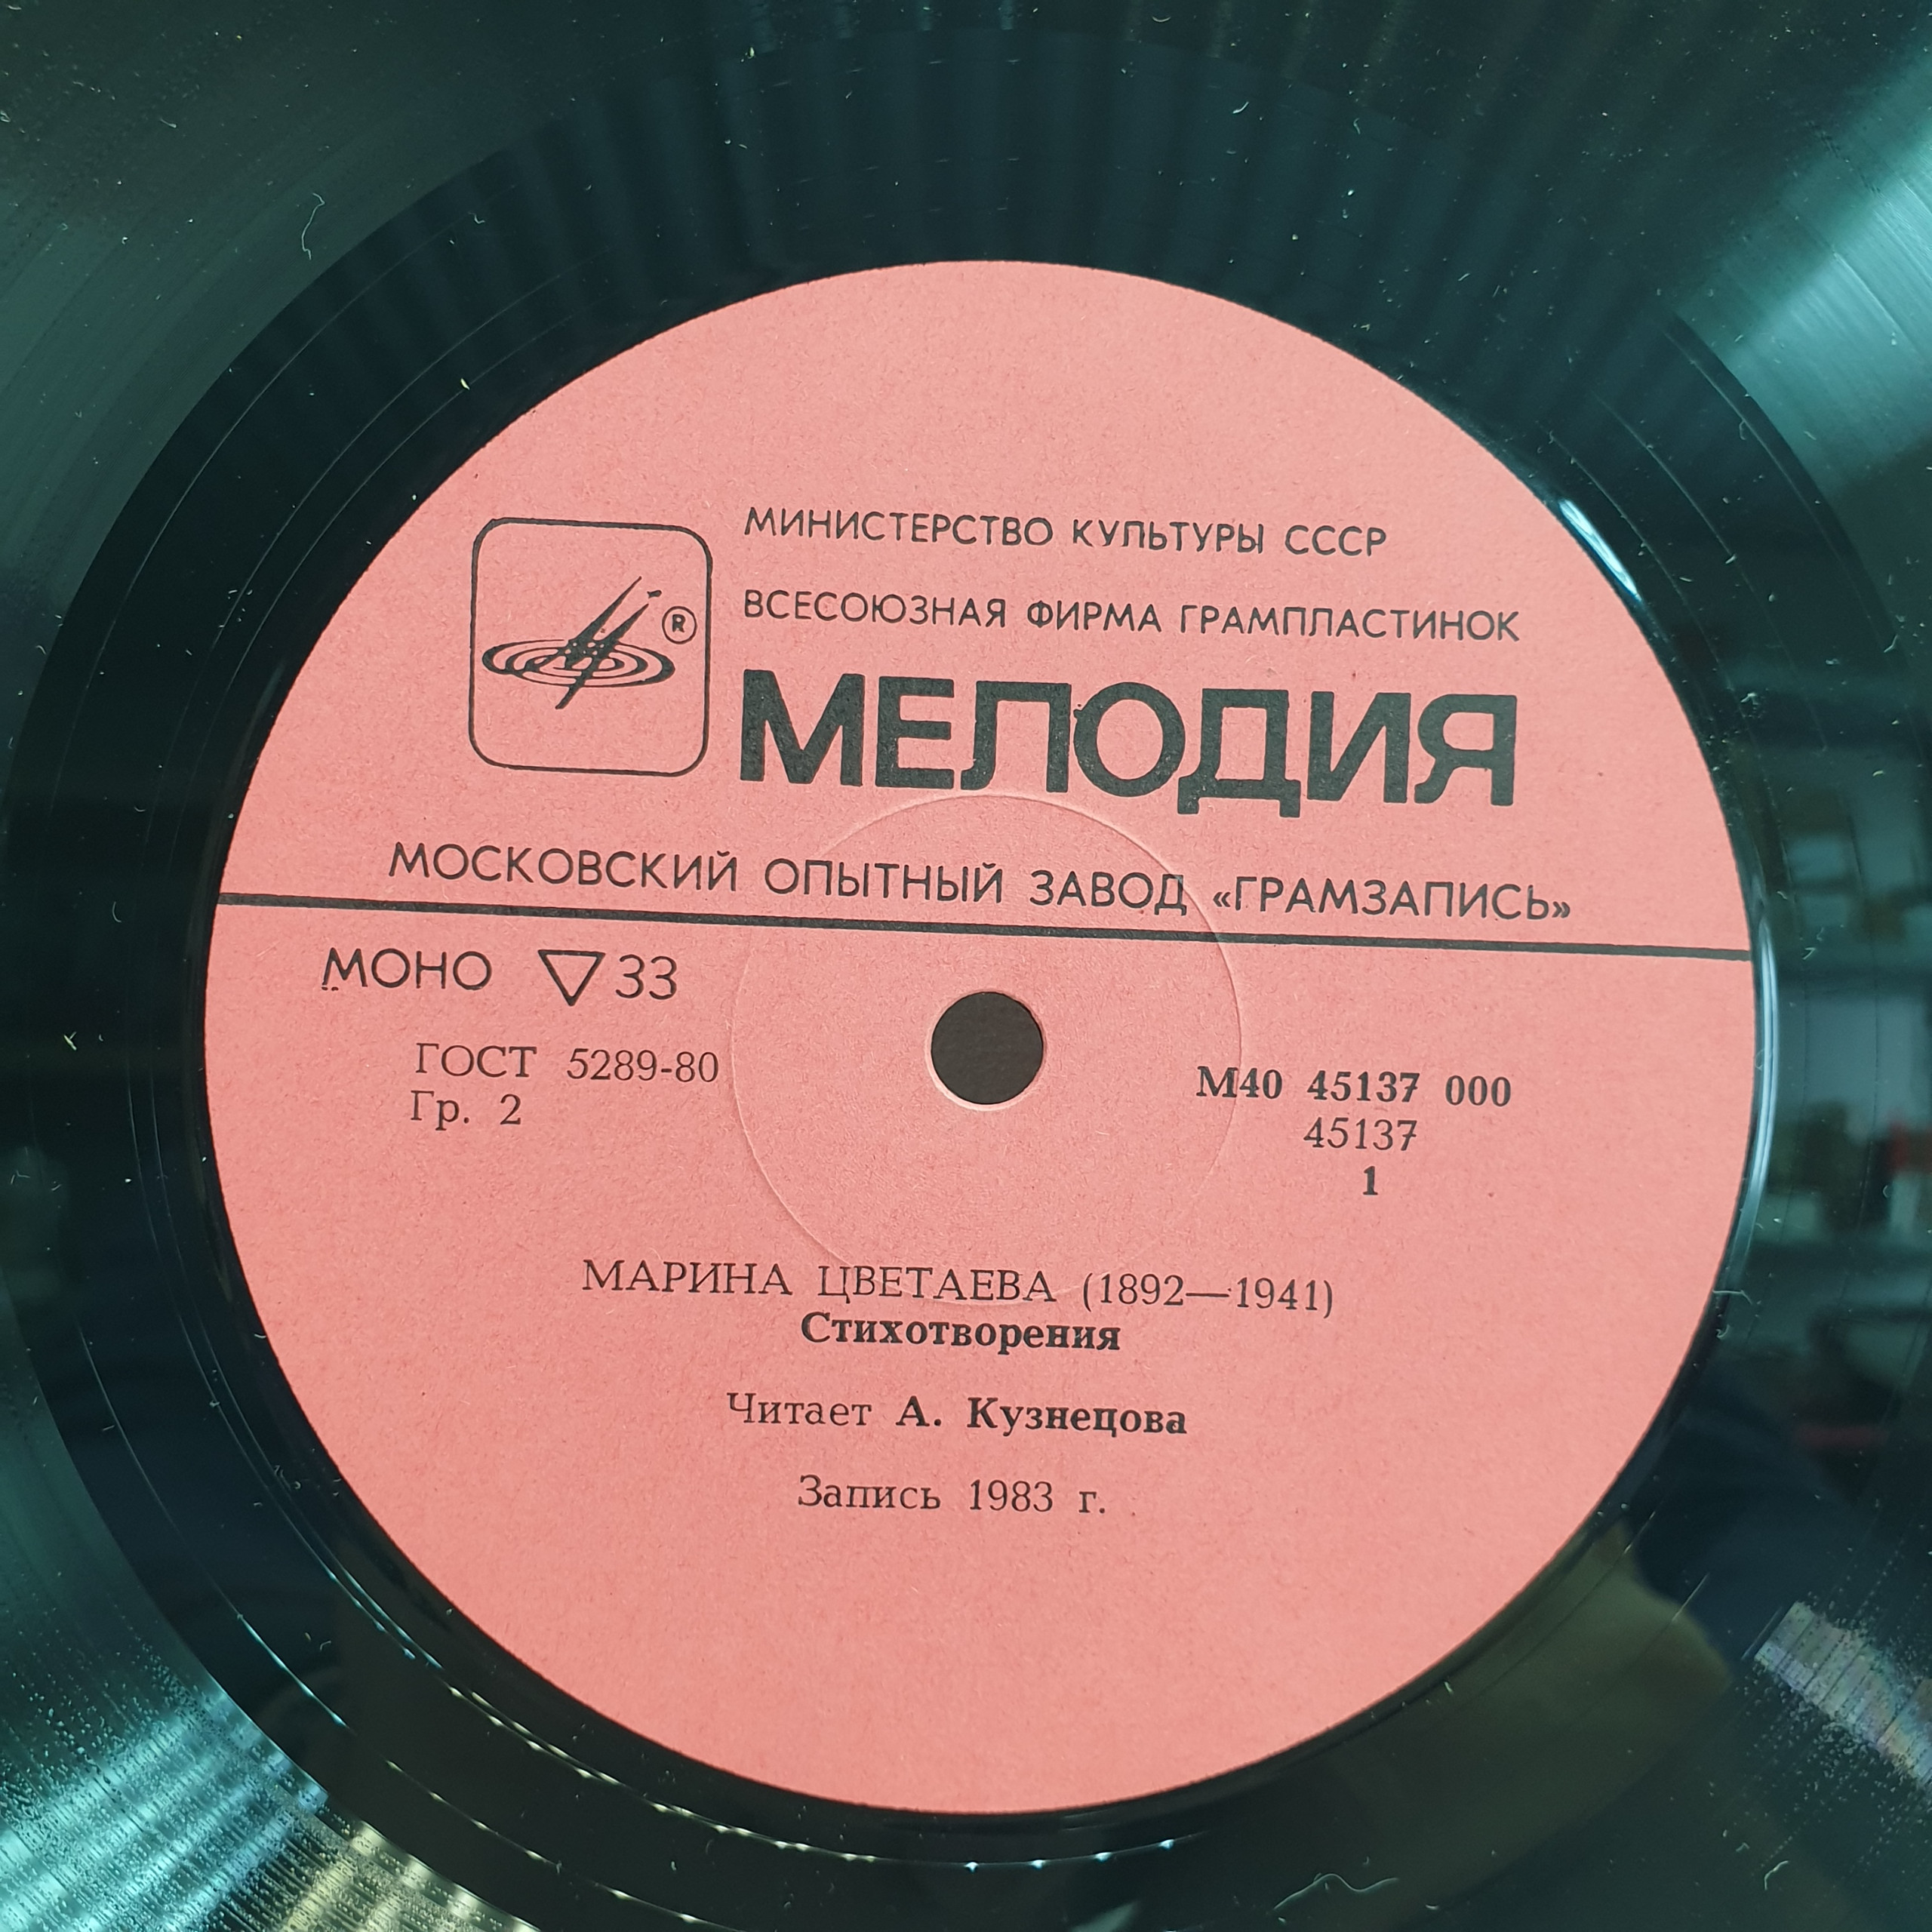 МИНИСТЕРСТВО КУЛЬТУРЫ СССР
ВСЕСОЮЗНАЯ ФИРМА ГРАМПЛАСТИНОК
®
МЕЛОДИЯ
МОСКОВСКИЙ ОПЫТНЫЙ ЗАВОД «ГРАМЗАПИСЬ»
МОНО ▽ 33
ГОСТ 5289-80
Гр. 2
М40 45137 000
45137
1
МАРИНА ЦВЕТАЕВА (1892—1941)
Стихотворения
Читает А. Кузнецова
Запись 1983 г.